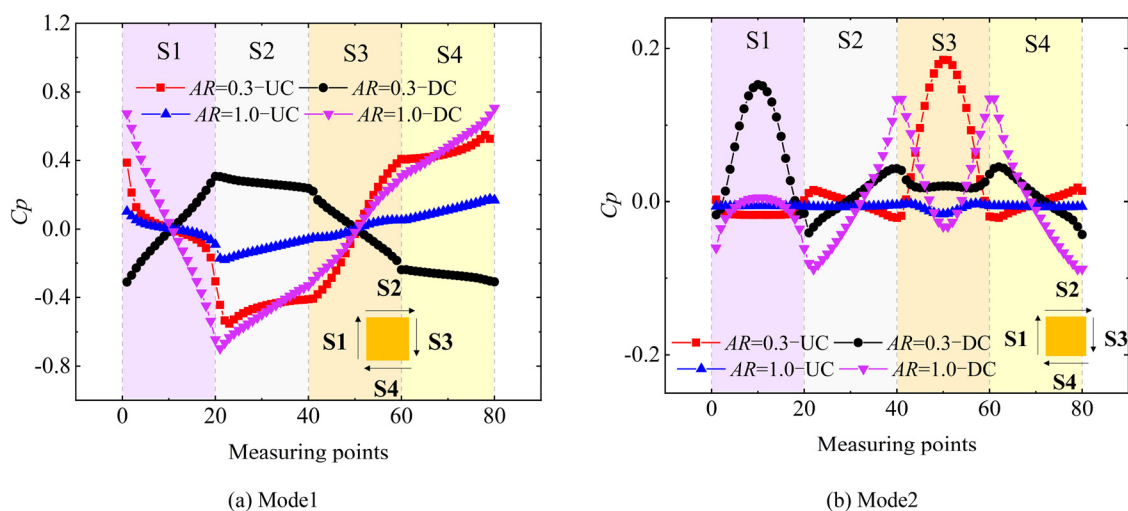 1.2
0.8
0.4
0.0
-0.4
-0.8
Cp
S1 S2 S3 S4
AR=0.3-UC AR=0.3-DC
AR=1.0-UC AR=1.0-DC
S2
S1 S3
S4
0 20 40 60 80
Measuring points
(a) Mode1
0.2
0.0
-0.2
Cp
S1 S2 S3 S4
S2
AR=0.3-UC AR=0.3-DC
AR=1.0-UC AR=1.0-DC
S1 S3
S4
0 20 40 60 80
Measuring points
(b) Mode2